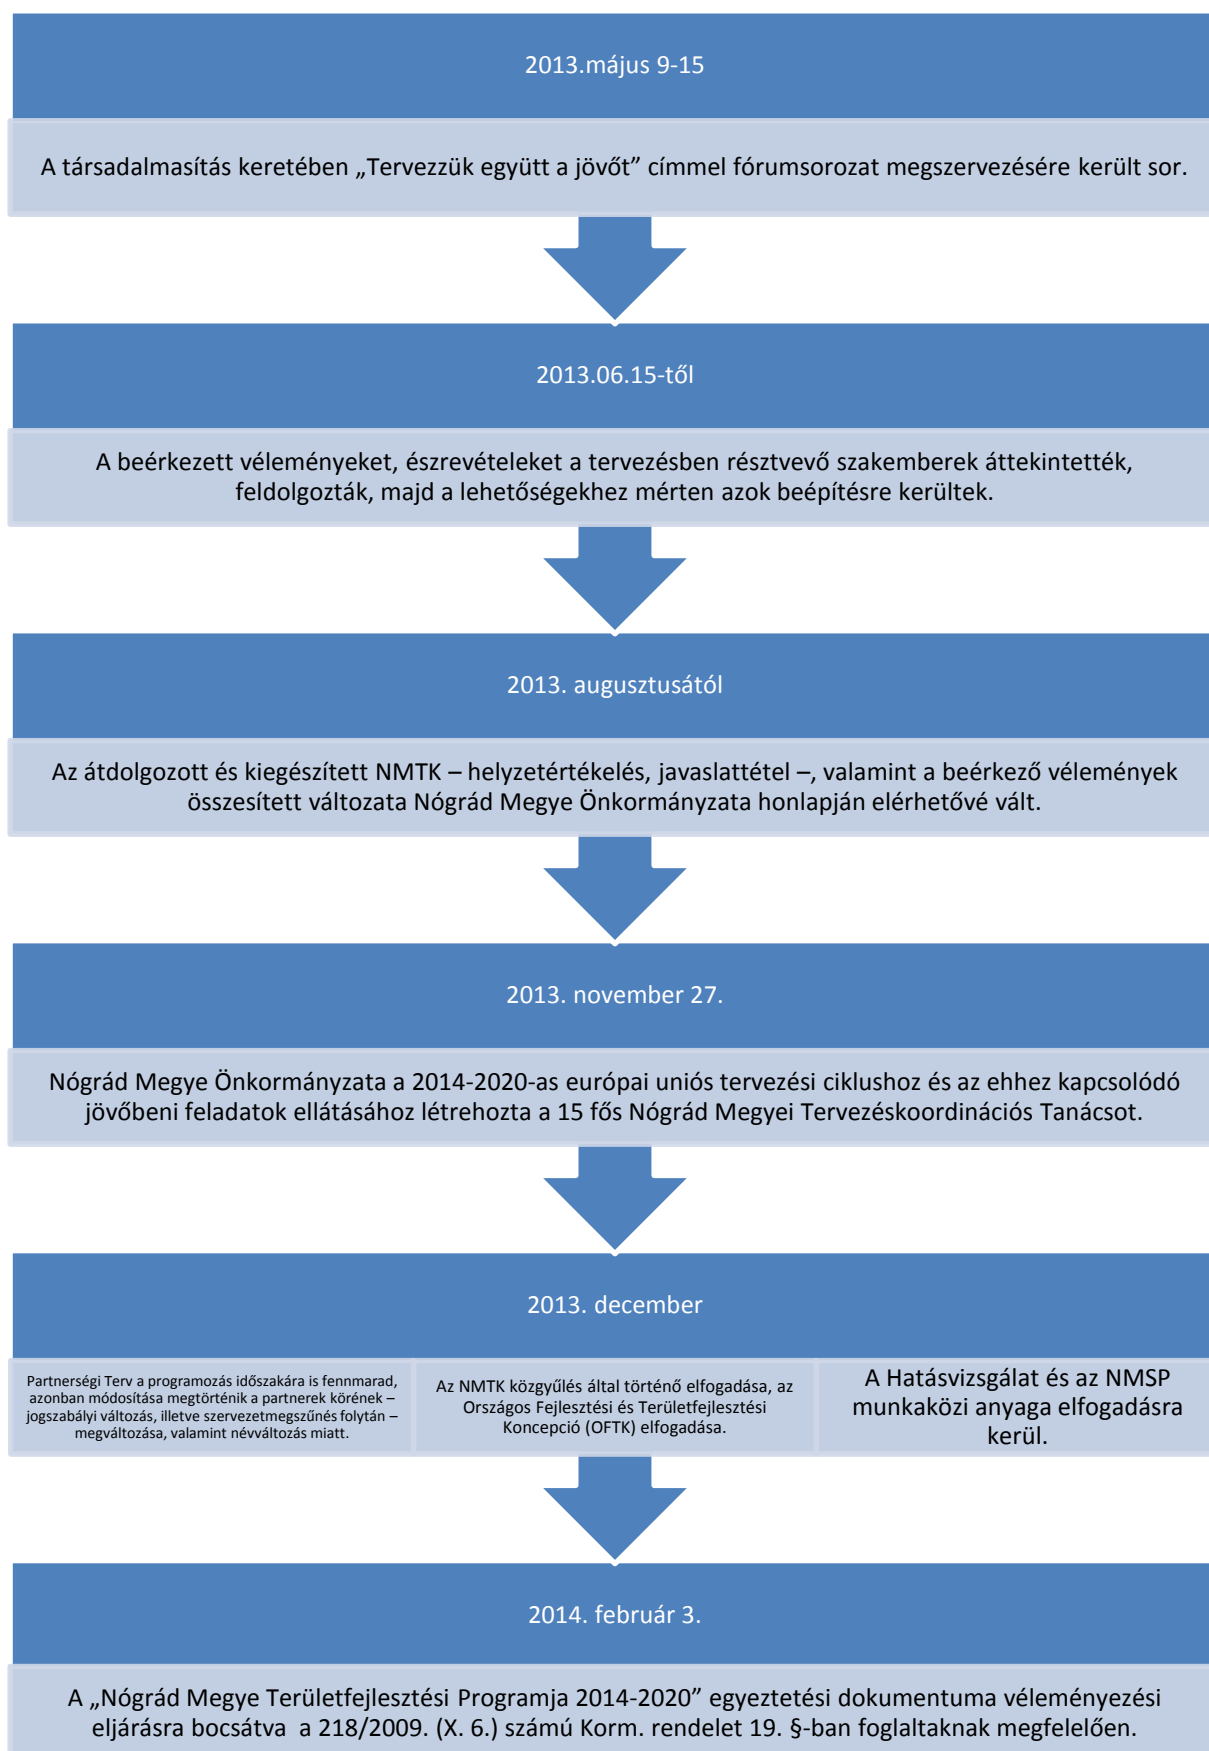 2013.május 9-15
A társadalmasítás keretében „Tervezzük együtt a jövőt” címmel fórumsorozat megszervezésére került sor.
2013.06.15-től
A beérkezett véleményeket, észrevételeket a tervezésben résztvevő szakemberek áttekintették,
feldolgozták, majd a lehetőségekhez mérten azok beépítésre kerültek.
2013. augusztusától
Az átdolgozott és kiegészített NMTK – helyzetértékelés, javaslattétel –, valamint a beérkező vélemények
összesített változata Nógrád Megye Önkormányzata honlapján elérhetővé vált.
2013. november 27.
Nógrád Megye Önkormányzata a 2014-2020-as európai uniós tervezési ciklushoz és az ehhez kapcsolódó
jövőbeni feladatok ellátásához létrehozta a 15 fős Nógrád Megyei Tervezéskoordinációs Tanácsot.
2013. december
Partnerségi Terv a programozás időszakára is fennmarad,
azonban módosítása megtörténik a partnerek körének –
jogszabályi változás, illetve szervezetmegszűnés folytán –
megváltozása, valamint névváltozás miatt.
Az NMTK közgyűlés által történő elfogadása, az
Országos Fejlesztési és Területfejlesztési
Koncepció (OFTK) elfogadása.
A Hatásvizsgálat és az NMSP
munkaközi anyaga elfogadásra
kerül.
2014. február 3.
A „Nógrád Megye Területfejlesztési Programja 2014-2020” egyeztetési dokumentuma véleményezési
eljárásra bocsátva  a 218/2009. (X. 6.) számú Korm. rendelet 19. §-ban foglaltaknak megfelelően.